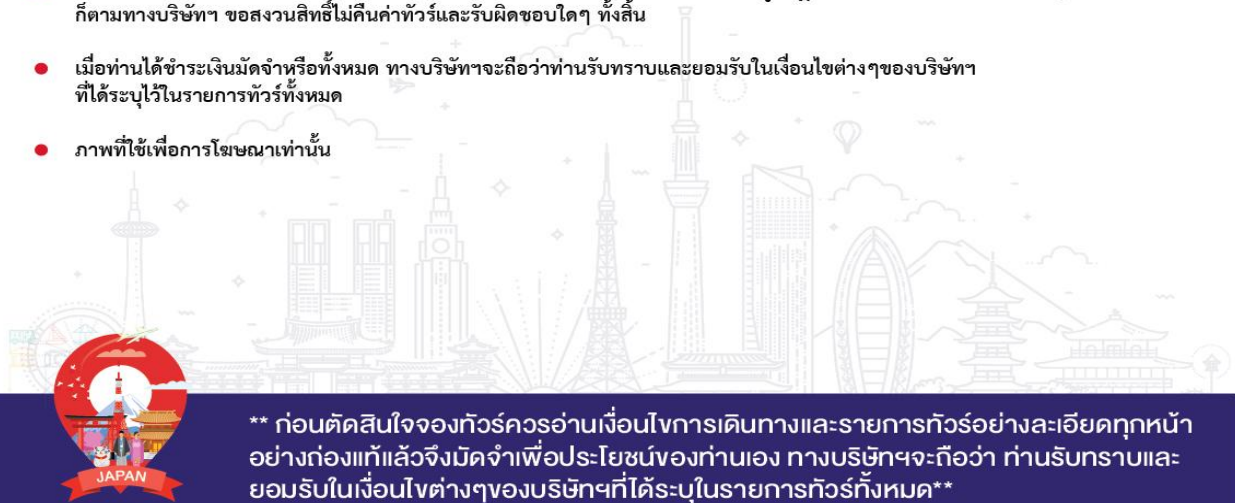 ก็ตามทางบริษัทฯ ขอสงวนสิทธิ์ไม่คืนค่าทัวร์และรับผิดชอบใดๆ ทั้งสิ้น
● เมื่อท่านได้ชำระเงินมัดจำหรือทั้งหมด ทางบริษัทฯจะถือว่าท่านรับทราบและยอมรับในเงื่อนไขต่างๆของบริษัทฯ
ที่ได้ระบุไว้ในรายการทัวร์ทั้งหมด
● ภาพที่ใช้เพื่อการโฆษณาเท่านั้น
** ก่อนตัดสินใจจองทัวร์ควรอ่านเงื่อนไขการเดินทางและรายการทัวร์อย่างละเอียดทุกหน้า
อย่างถ่องแท้แล้วจึงมัดจำเพื่อประโยชน์ของท่านเอง ทางบริษัทฯจะถือว่า ท่านรับทราบและ
ยอมรับในเงื่อนไขต่างๆของบริษัทฯที่ได้ระบุในรายการทัวร์ทั้งหมด**
JAPAN